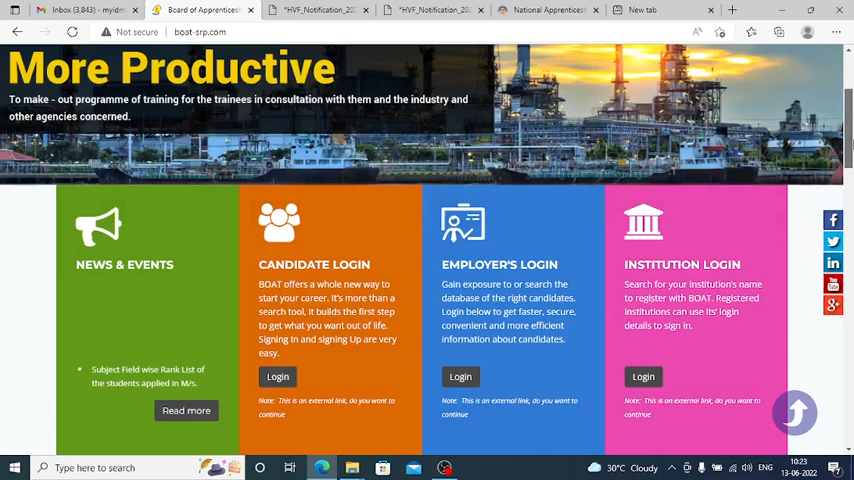 Inbox (3,843) - myidm
Board of Apprenticesh
*HVF_Notification_202
*HVF_Notification_202
National Apprenticeshi
New tab
Not secure
boat-srp.com
More Productive
To make - out programme of training for the trainees in consultation with them and the industry and
other agencies concerned.
NEWS & EVENTS
Subject Field wise Rank List of
the students applied in M/s.
Read more
CANDIDATE LOGIN
BOAT offers a whole new way to
start your career. It's more than a
search tool, it builds the first step
to get what you want out of life.
Signing In and signing Up are very
easy.
Login
Note: This is an external link, do you want to
continue
EMPLOYER'S LOGIN
Gain exposure to or search the
database of the right candidates.
Login below to get faster, secure,
convenient and more efficient
information about candidates.
Login
Note: This is an external link, do you want to
continue
INSTITUTION LOGIN
Search for your institution's name
to register with BOAT. Registered
institutions can use its' login
details to sign in.
Login
Note: This is an external link, do you want to
continue
Type here to search
30°C Cloudy
ENG
10:23
13-06-2022